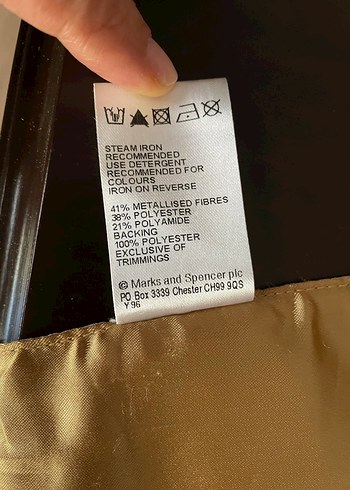 STEAM IRON
RECOMMENDED
USE DETERGENT
RECOMMENDED FOR
COLOURS
IRON ON REVERSE
41% METALLISED FIBRES
38% POLYESTER
21% POLYAMIDE
BACKING
100% POLYESTER
EXCLUSIVE OF
TRIMMINGS
© Marks and Spencer plc
PO Box 3339 Chester CH99 9QS
Y96